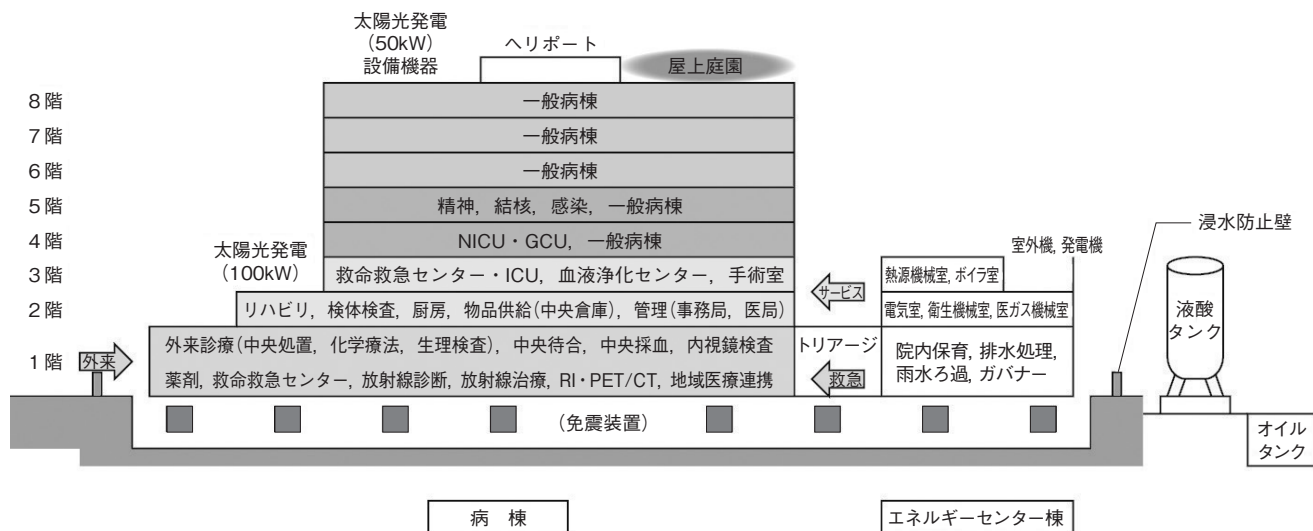 太陽光発電
（50kW）
設備機器
ヘリポート
屋上庭園
8階
一般病棟
7階
一般病棟
6階
一般病棟
5階
精神，結核，感染，一般病棟
4階
NICU・GCU，一般病棟
太陽光発電
（100kW）
3階
救命救急センター・ICU，血液浄化センター，手術室
サービス
室外機，発電機
熱源機械室，ボイラ室
2階
リハビリ，検体検査，厨房，物品供給（中央倉庫），管理（事務局，医局）
電気室，衛生機械室，医ガス機械室
1階
外来
外来診療（中央処置，化学療法，生理検査），中央待合，中央採血，内視鏡検査
薬剤，救命救急センター，放射線診断，放射線治療，RI・PET/CT，地域医療連携
トリアージ
救急
院内保育，排水処理，
雨水ろ過，ガバナー
浸水防止壁
液酸
タンク
オイル
タンク
（免震装置）
病　棟
エネルギーセンター棟